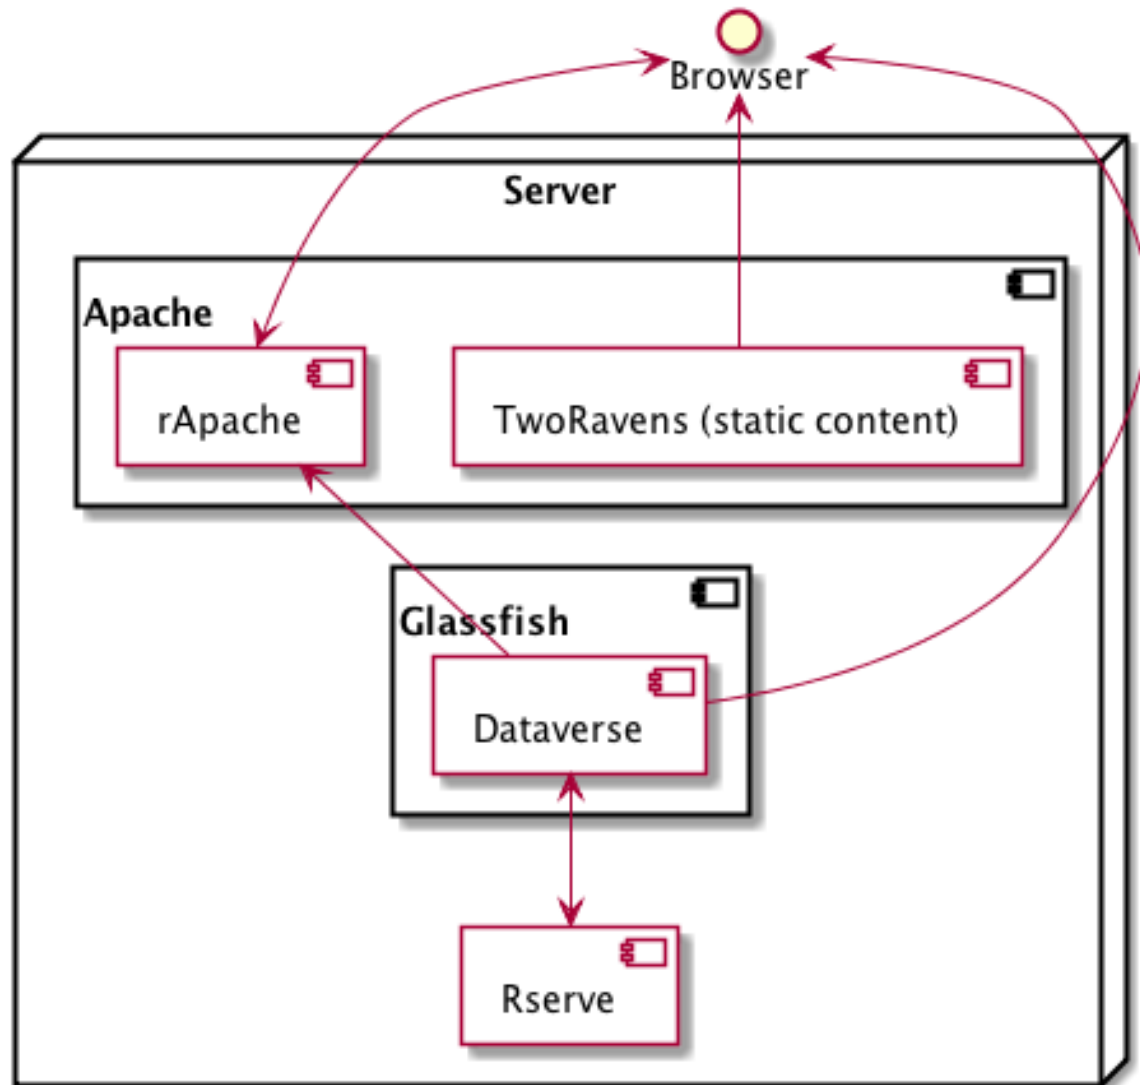 Browser
Server
Apache
rApache
TwoRavens (static content)
Glassfish
Dataverse
Rserve